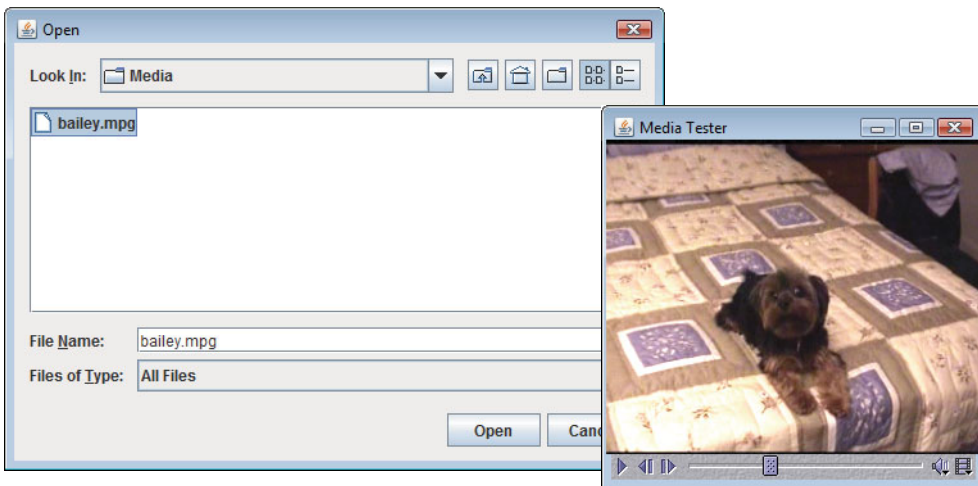 Open
Look In: Media
bailey.mpg
File Name: bailey.mpg
Files of Type: All Files
Open
Media Tester